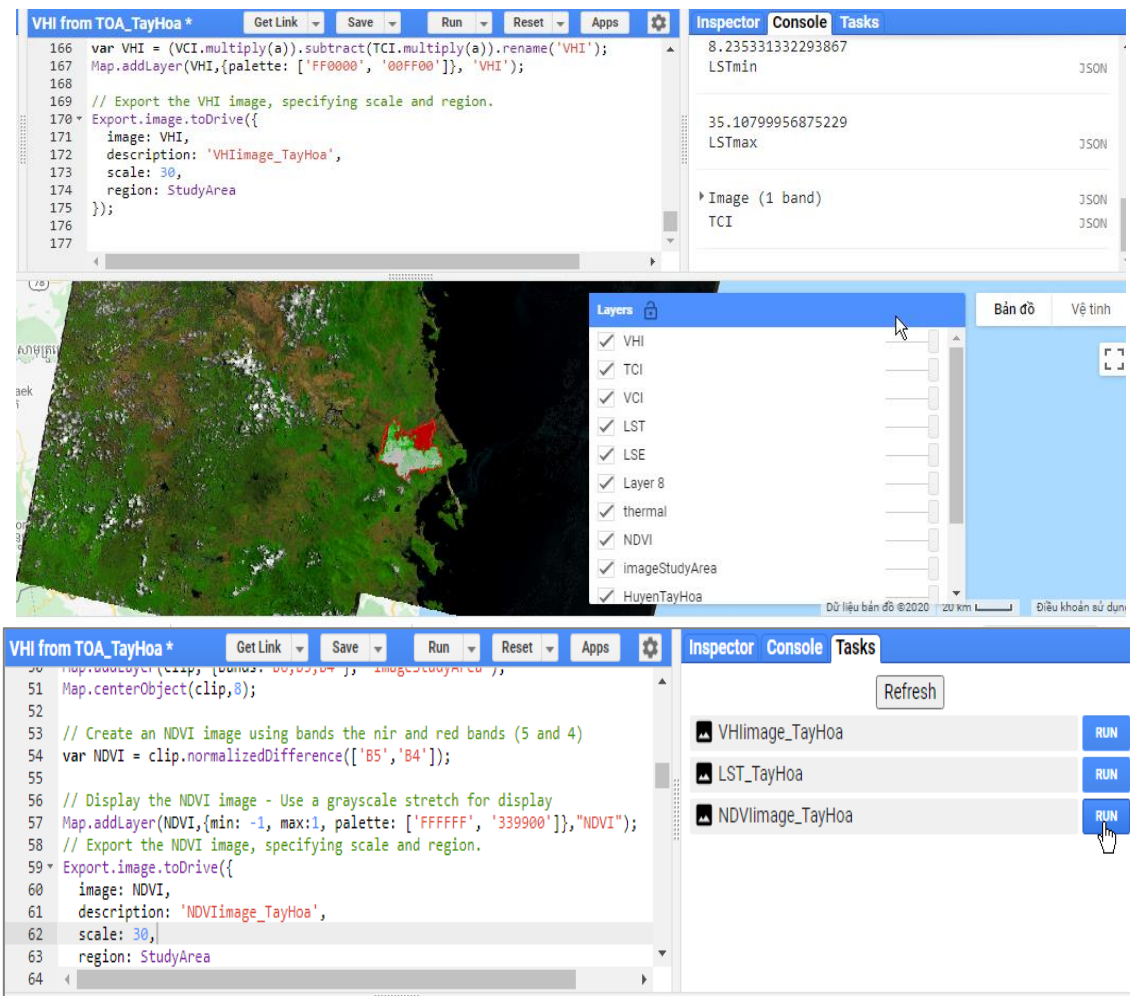 VHI from TOA_TayHoa * Get Link Save Run Reset Apps
166 var VHI = (VCI.multiply(a)).subtract(TCI.multiply(a)).rename('VHI');
167 Map.addLayer(VHI,{palette: ['FF0000', '00FF00']}, 'VHI');
168
169 // Export the VHI image, specifying scale and region.
170 Export.image.toDrive({
171 image: VHI,
172 description: 'VHIimage_TayHoa',
173 scale: 30,
174 region: StudyArea
175 });
176
177
Inspector Console Tasks
8.235331332293867
LSTmin JSON
35.10799956875229
LSTmax JSON
Image (1 band) JSON
TCI JSON
78
aek
Layers
VHI
TCI
VCI
LST
LSE
Layer 8
thermal
NDVI
imageStudyArea
HuyenTayHoa
Bản đồ Vệ tinh
Dữ liệu bản đồ ©2020 20 km Điều khoản sử dụng
VHI from TOA_TayHoa * Get Link Save Run Reset Apps
51 Map.centerObject(clip,8);
52
53 // Create an NDVI image using bands the nir and red bands (5 and 4)
54 var NDVI = clip.normalizedDifference(['B5','B4']);
55
56 // Display the NDVI image - Use a grayscale stretch for display
57 Map.addLayer(NDVI,{min: -1, max:1, palette: ['FFFFFF', '339900']},"NDVI");
58 // Export the NDVI image, specifying scale and region.
59 Export.image.toDrive({
60 image: NDVI,
61 description: 'NDVIimage_TayHoa',
62 scale: 30,
63 region: StudyArea
64
Inspector Console Tasks
Refresh
VHIimage_TayHoa RUN
LST_TayHoa RUN
NDVIimage_TayHoa RUN